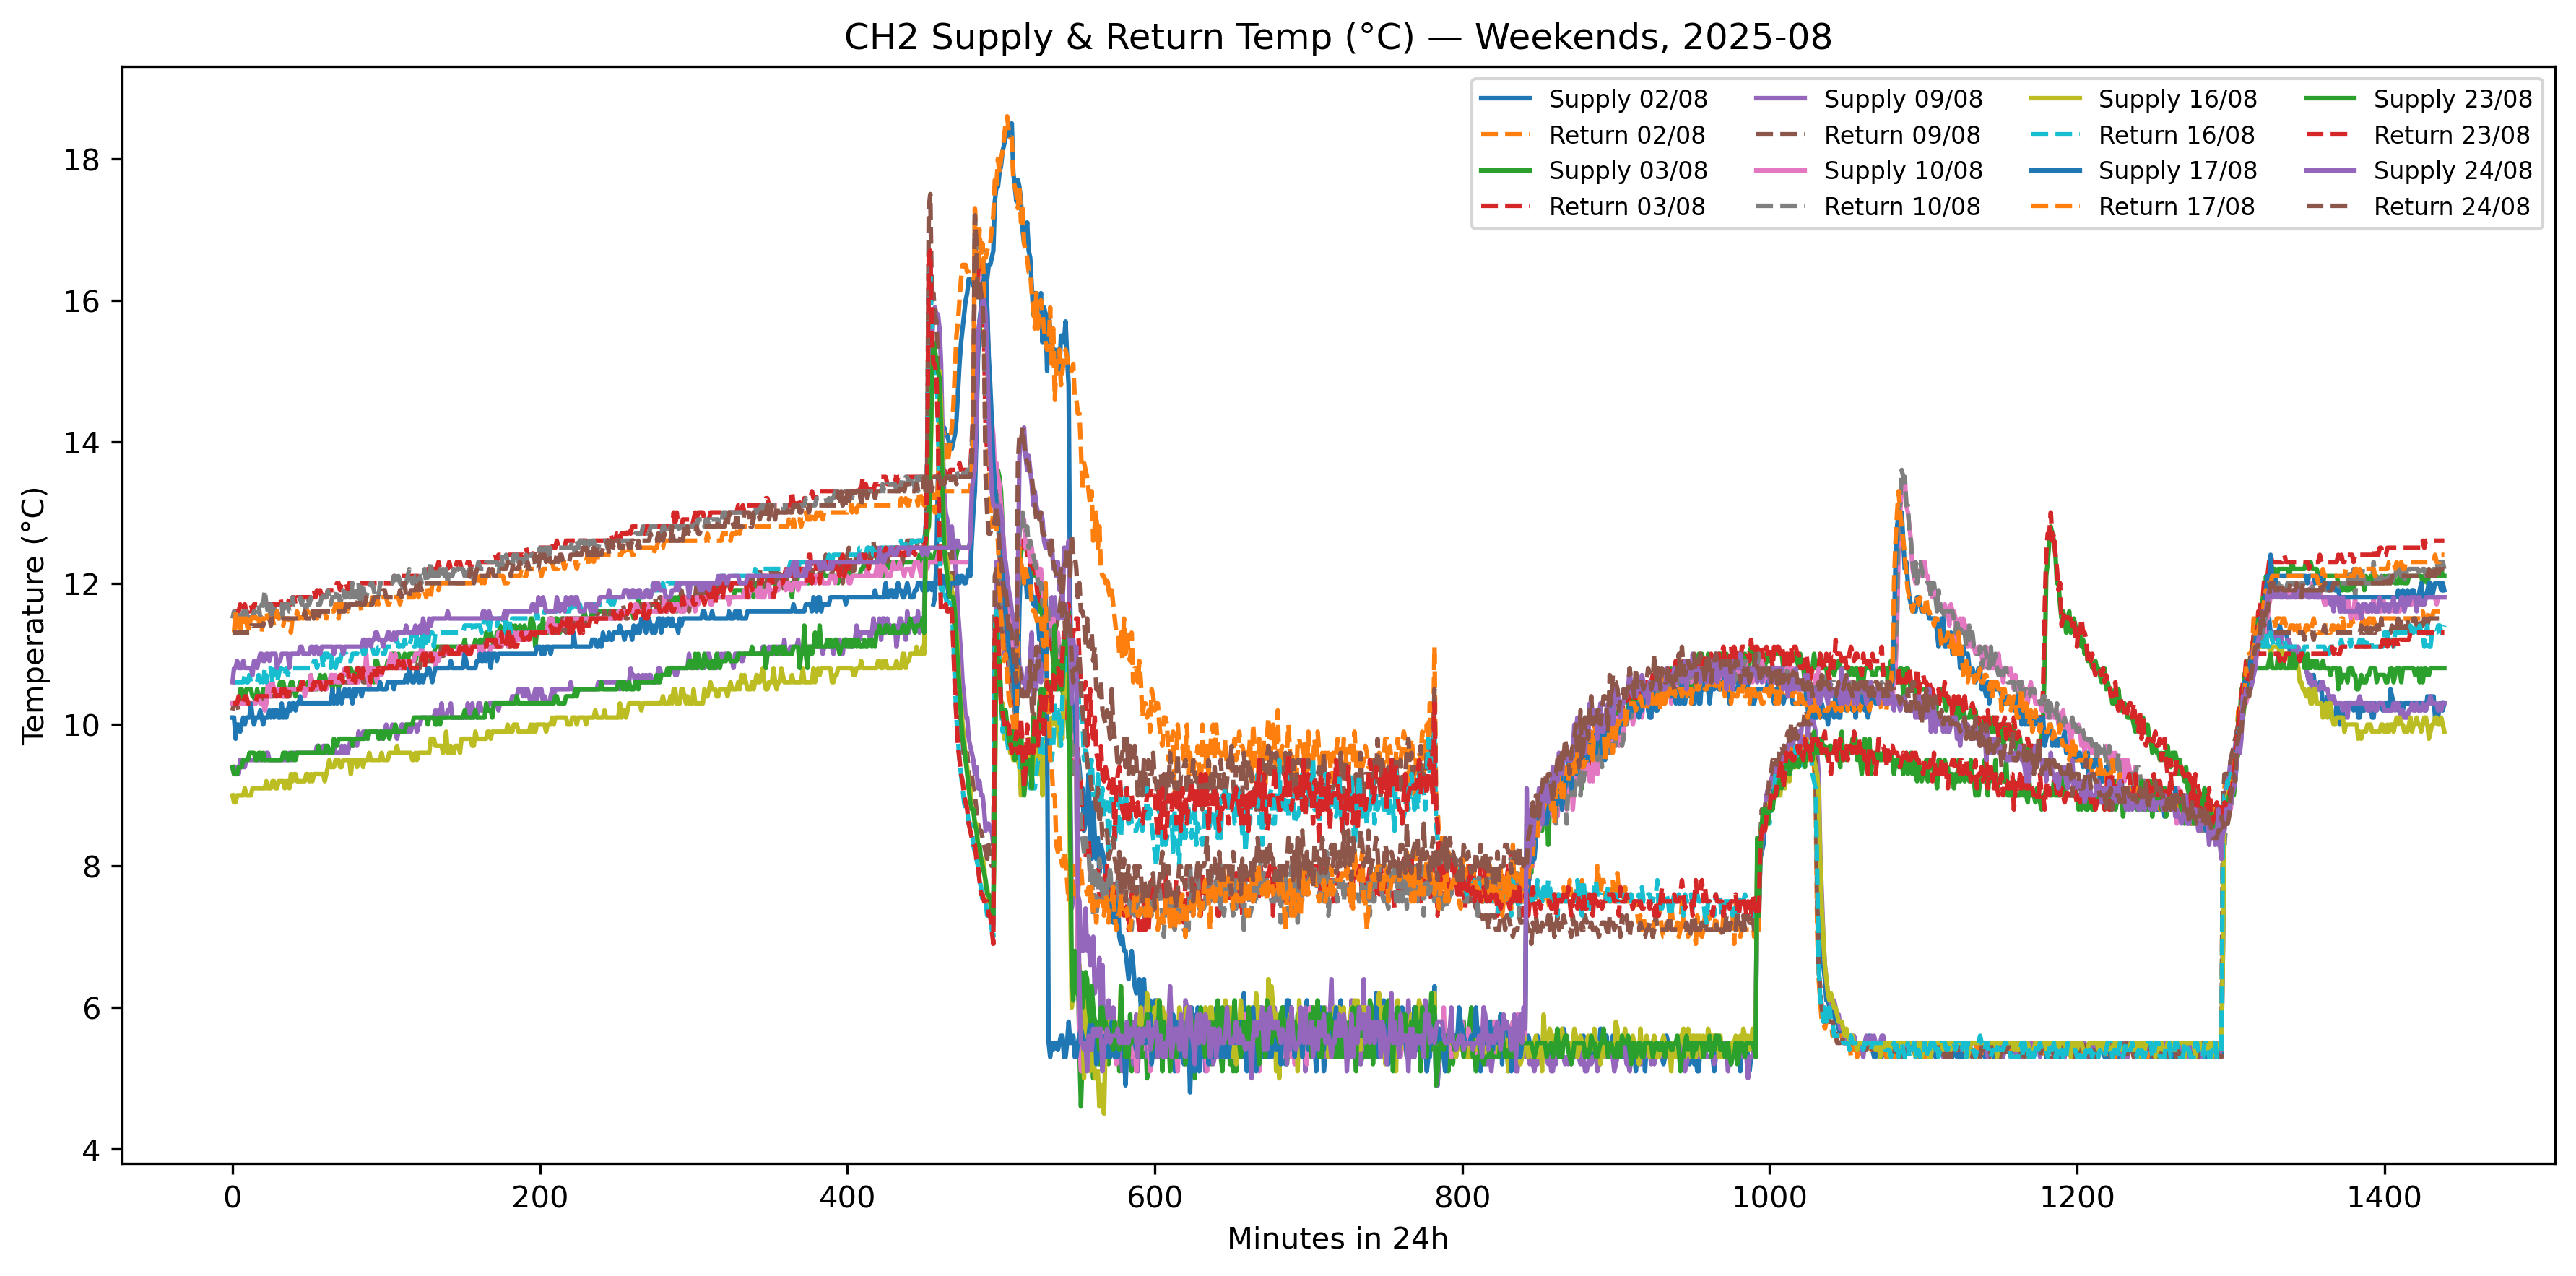 CH2 Supply & Return Temp (°C) — Weekends, 2025-08
Supply 02/08
Return 02/08
Supply 03/08
Return 03/08
Supply 09/08
Return 09/08
Supply 10/08
Return 10/08
Supply 16/08
Return 16/08
Supply 17/08
Return 17/08
Supply 23/08
Return 23/08
Supply 24/08
Return 24/08
Temperature (°C)
18
16
14
12
10
8
6
4
0 200 400 600 800 1000 1200 1400
Minutes in 24h